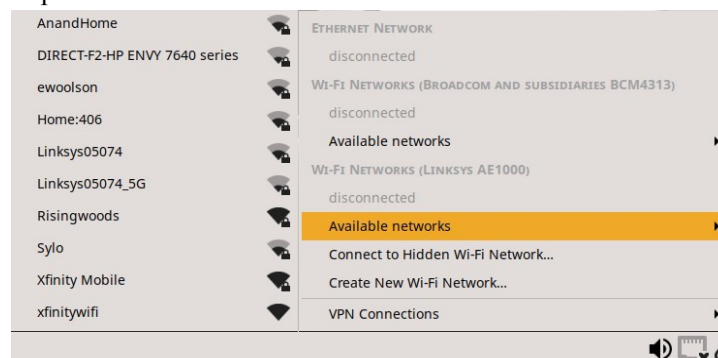 AnandHome
DIRECT-F2-HP ENVY 7640 series
ewoolson
Home:406
Linksys05074
Linksys05074_5G
Risingwoods
Sylo
Xfinity Mobile
xfinitywifi
ETHERNET NETWORK
disconnected
WI-FI NETWORKS (BROADCOM AND SUBSIDIARIES BCM4313)
disconnected
Available networks
WI-FI NETWORKS (LINKSYS AE1000)
disconnected
Available networks
Connect to Hidden Wi-Fi Network...
Create New Wi-Fi Network...
VPN Connections